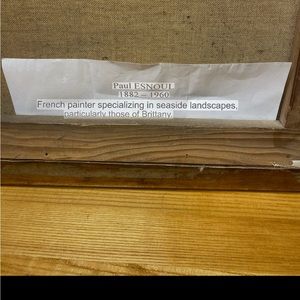 Paul ESNOUL
1882 – 1960
French painter specializing in seaside landscapes,
particularly those of Brittany.